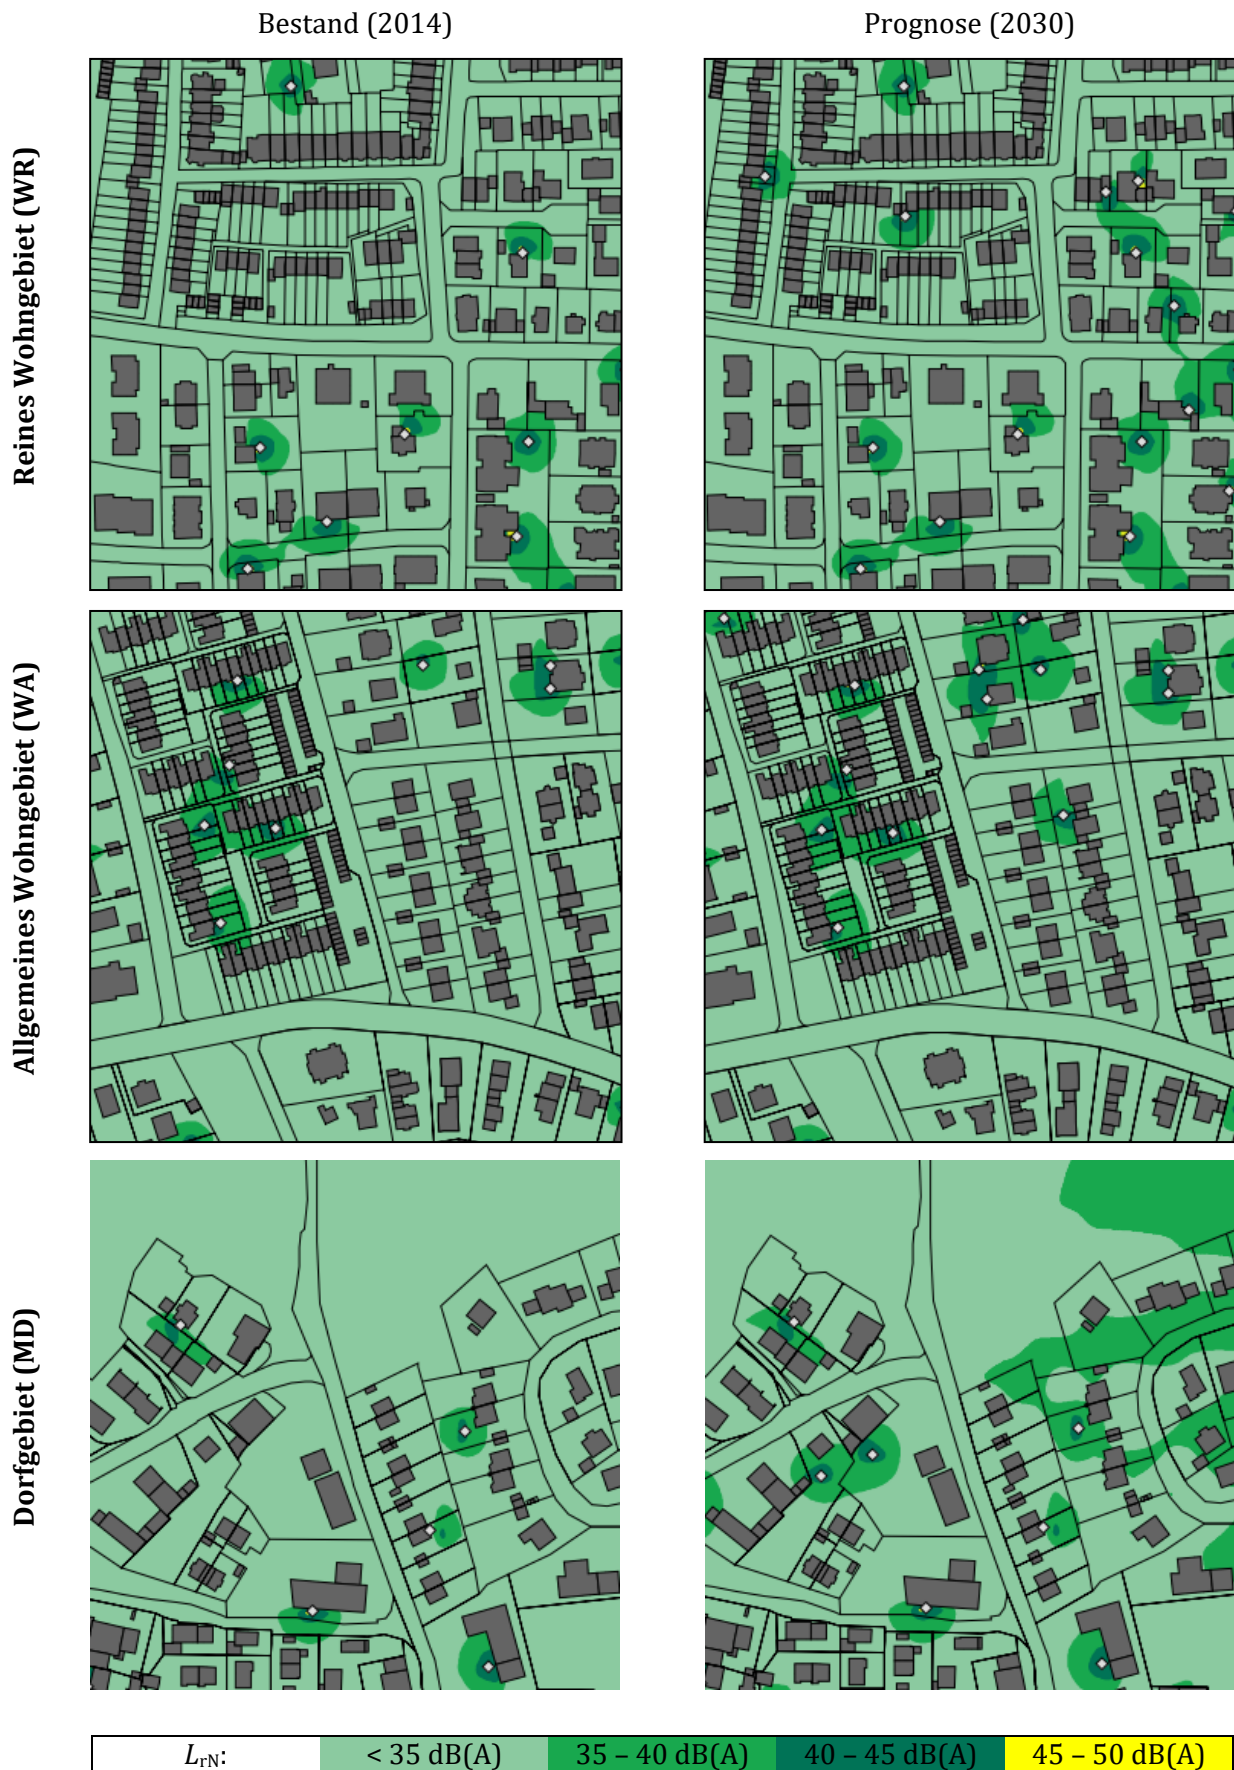 Bestand (2014)
Prognose (2030)
Reines Wohngebiet (WR)
Allgemeines Wohngebiet (WA)
Dorfgebiet (MD)
LrN:
< 35 dB(A)
35 – 40 dB(A)
40 – 45 dB(A)
45 – 50 dB(A)